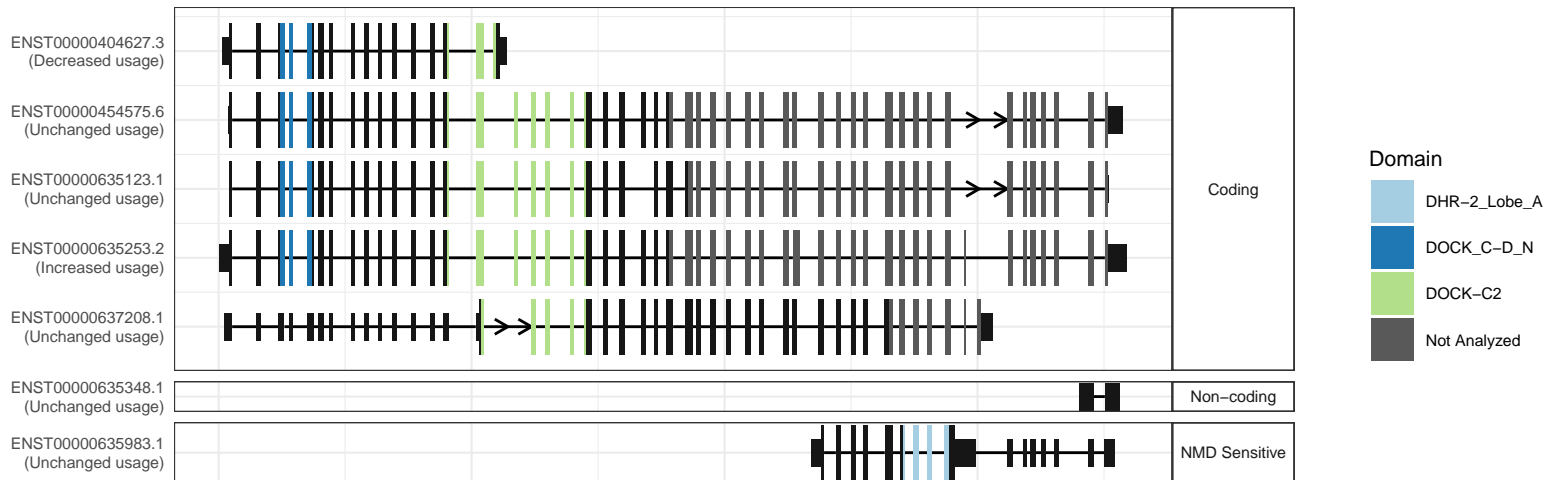 ENST00000404627.3
(Decreased usage)
ENST00000454575.6
(Unchanged usage)
ENST00000635123.1
(Unchanged usage)
ENST00000635253.2
(Increased usage)
ENST00000637208.1
(Unchanged usage)
Coding
ENST00000635348.1
(Unchanged usage)
Non−coding
ENST00000635983.1
(Unchanged usage)
NMD Sensitive
Domain
DHR−2_Lobe_A
DOCK_C−D_N
DOCK−C2
Not Analyzed